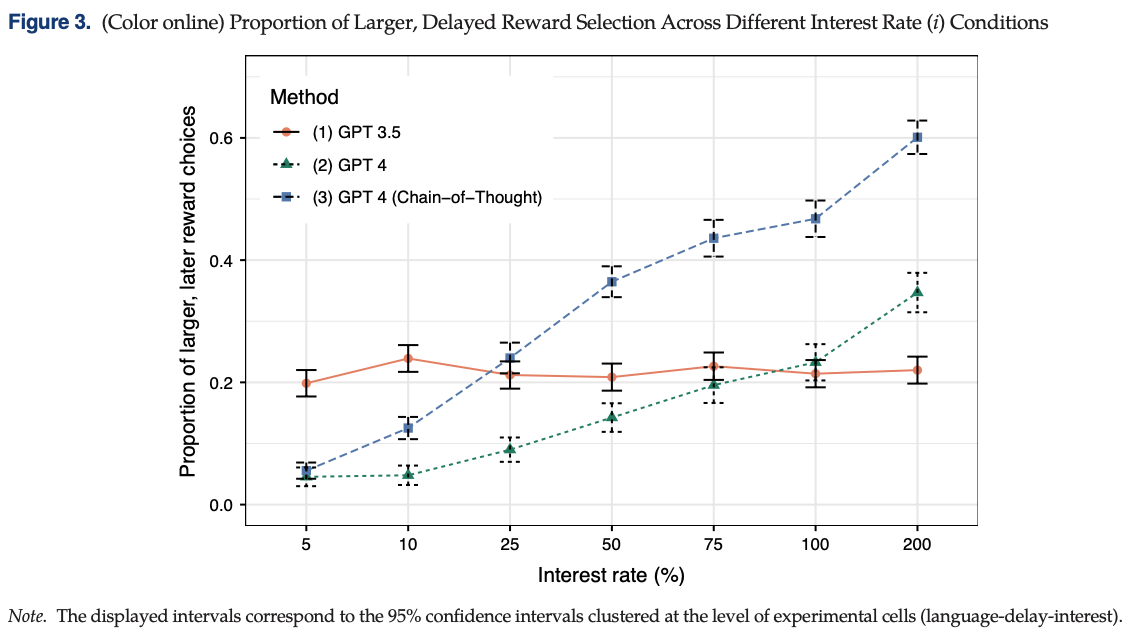 Figure 3. (Color online) Proportion of Larger, Delayed Reward Selection Across Different Interest Rate (i) Conditions
Method
(1) GPT 3.5
(2) GPT 4
(3) GPT 4 (Chain−of−Thought)
Proportion of larger, later reward choices
0.6
0.4
0.2
0.0
5 10 25 50 75 100 200
Interest rate (%)
Note. The displayed intervals correspond to the 95% confidence intervals clustered at the level of experimental cells (language-delay-interest).